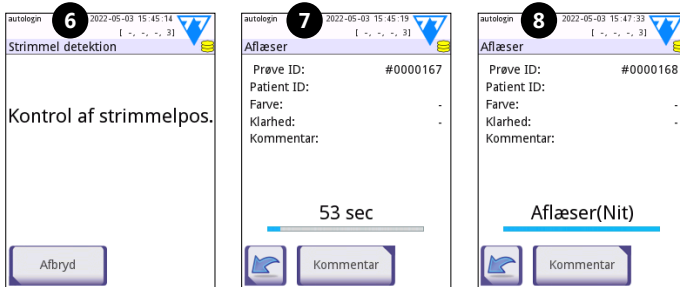 6
autologin 2022-05-03 15:45:14
[ -, -, -, 3]
Strimmel detektion
Kontrol af strimmelpos.
Afbryd
7
autologin 2022-05-03 15:45:19
[ -, -, -, 3]
Aflæser
Prøve ID: #0000167
Patient ID:
Farve: -
Klarhed: -
Kommentar:
53 sec
Kommentar
8
autologin 2022-05-03 15:47:33
[ -, -, -, 3]
Aflæser
Prøve ID: #0000168
Patient ID:
Farve: -
Klarhed: -
Kommentar:
Aflæser(Nit)
Kommentar